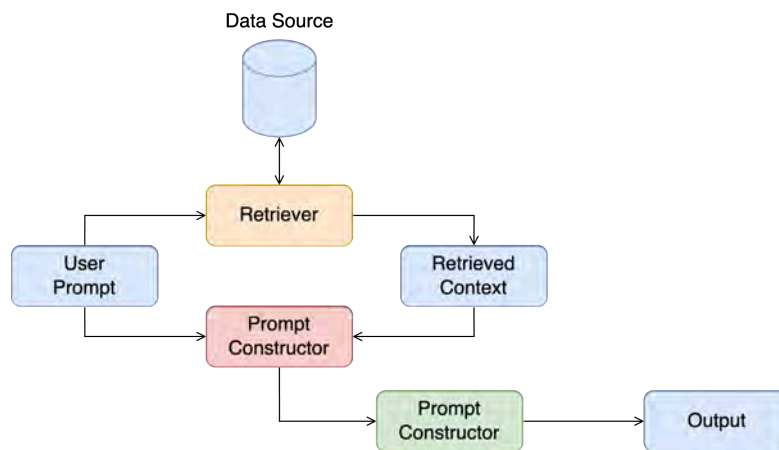 Data Source
Retriever
User
Prompt
Retrieved
Context
Prompt
Constructor
Prompt
Constructor
Output